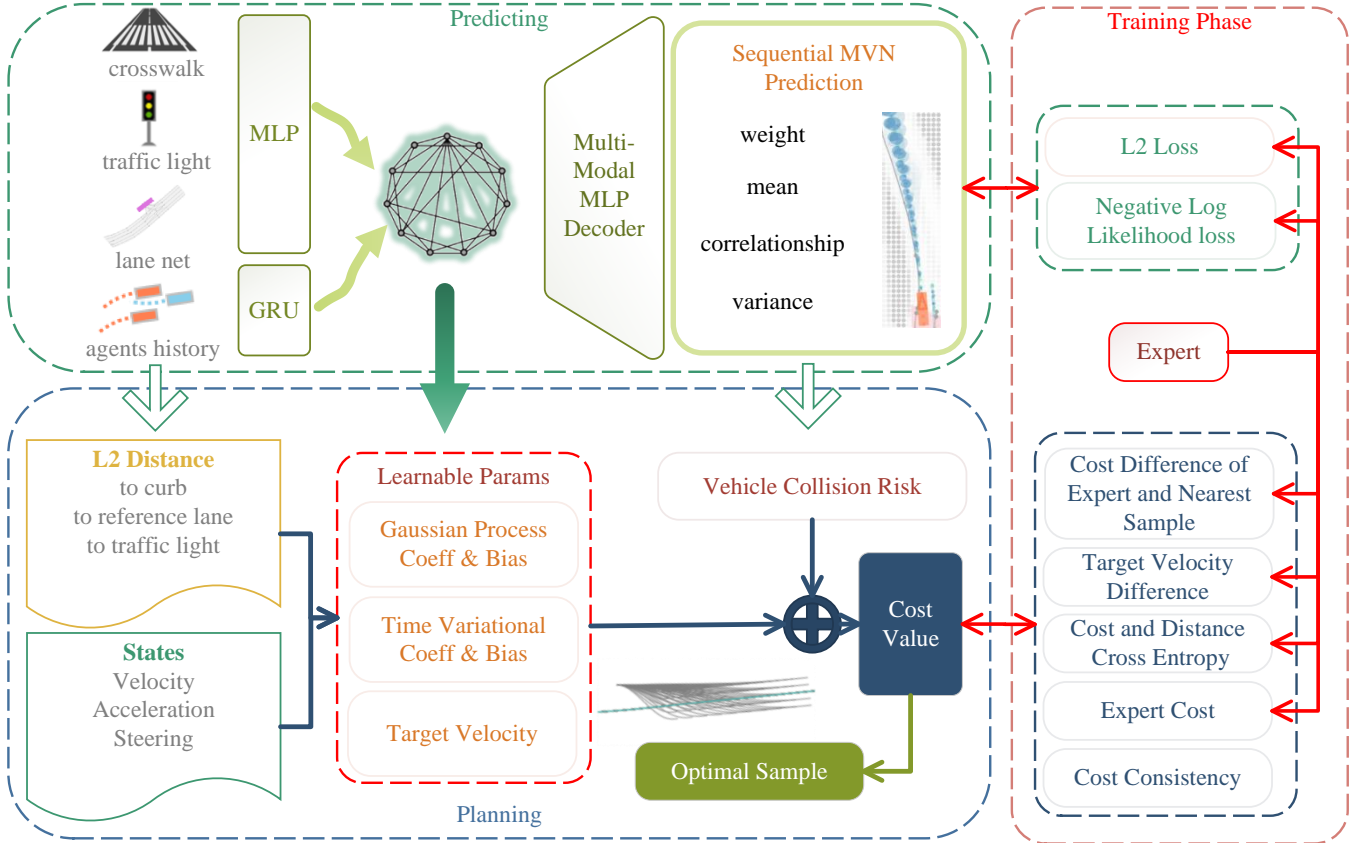 Predicting
crosswalk
traffic light
lane net
agents history
MLP
GRU
Multi-
Modal
MLP
Decoder
Sequential MVN
Prediction
weight
mean
correlationship
variance
Training Phase
L2 Loss
Negative Log
Likelihood loss
Expert
Cost Difference of
Expert and Nearest
Sample
Target Velocity
Difference
Cost and Distance
Cross Entropy
Expert Cost
Cost Consistency
L2 Distance
to curb
to reference lane
to traffic light
States
Velocity
Acceleration
Steering
Learnable Params
Gaussian Process
Coeff & Bias
Time Variational
Coeff & Bias
Target Velocity
Vehicle Collision Risk
Cost
Value
Optimal Sample
Planning